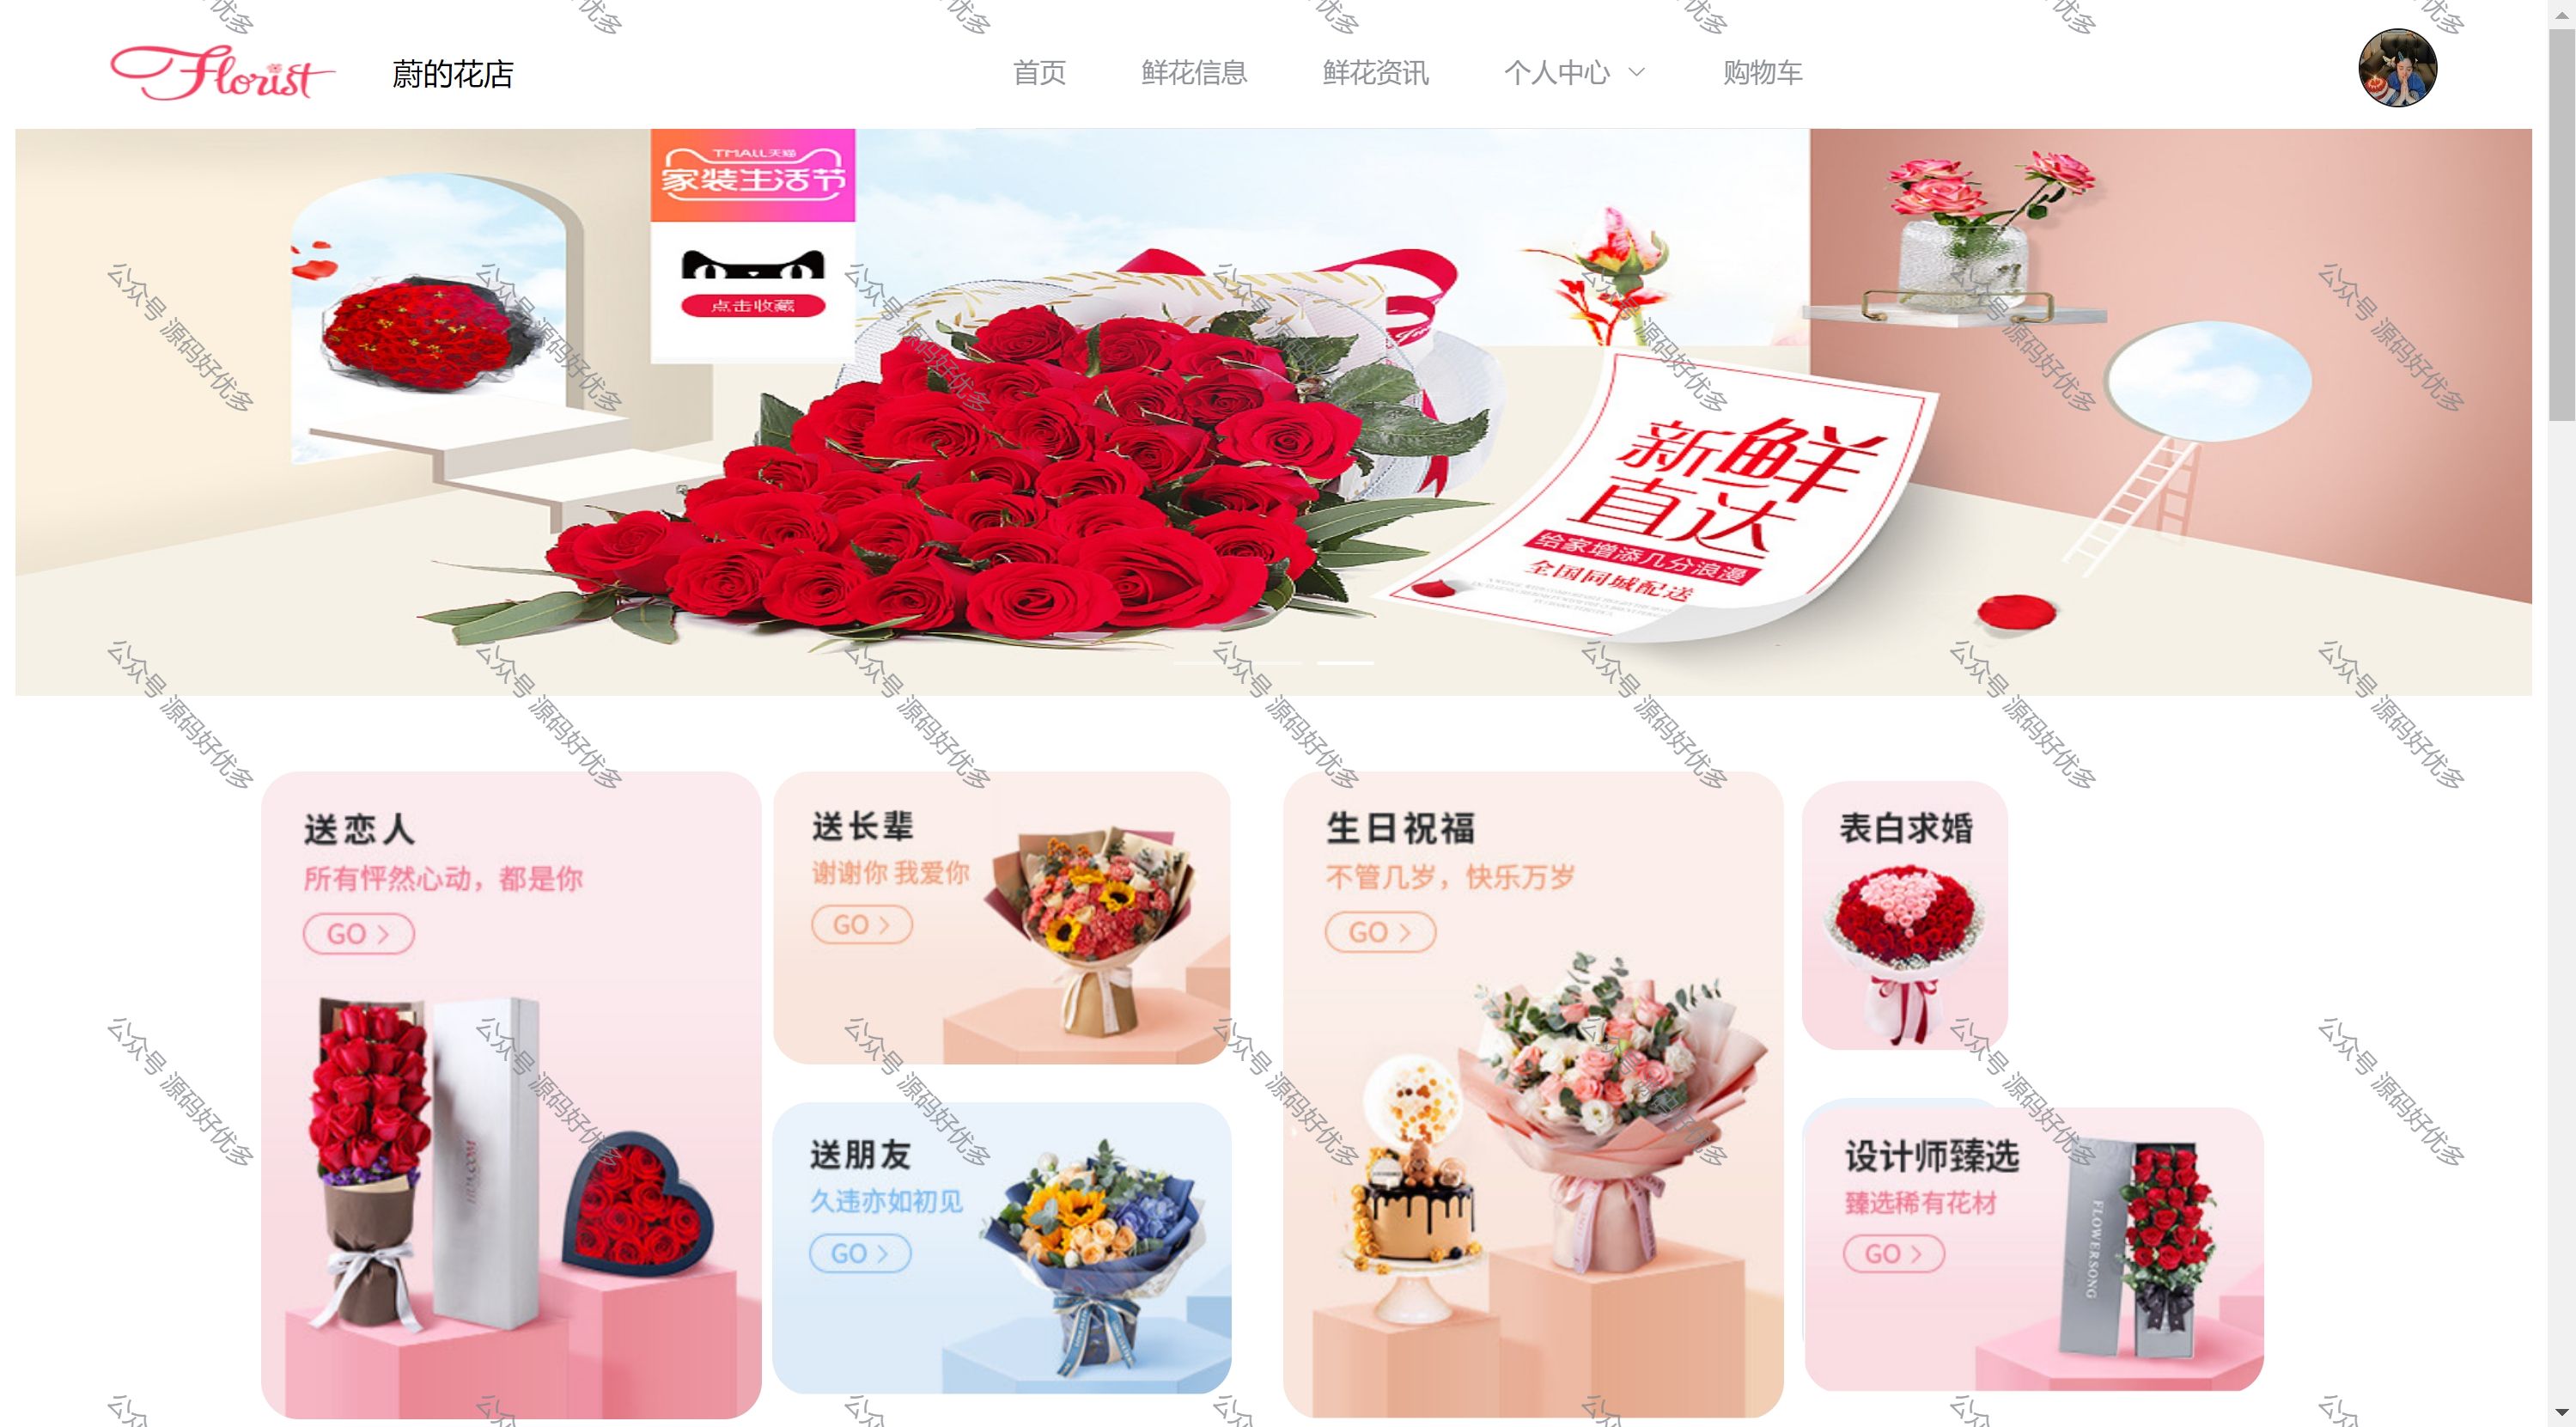 Florist
蔚的花店
首页
鲜花信息
鲜花资讯
个人中心
购物车
TMALL天猫
家装生活节
点击收藏
新鲜
直达
给家增添几分浪漫
全国同城配送
送恋人
所有怦然心动，都是你
GO >
送长辈
谢谢你 我爱你
GO >
生日祝福
不管几岁，快乐万岁
GO >
表白求婚
送朋友
久违亦如初见
GO >
设计师臻选
臻选稀有花材
GO >
FLOWERSONG
公众号 源码好优多